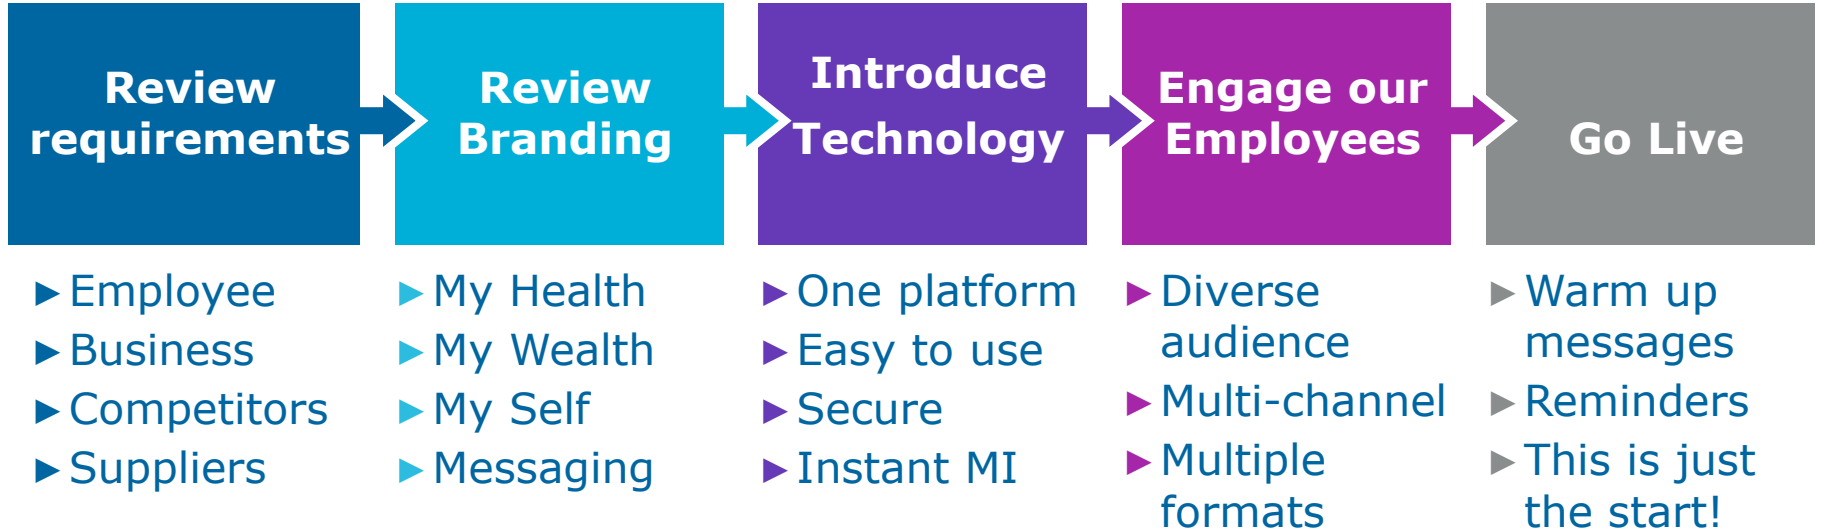 Review
requirements
► Employee
► Business
► Competitors
► Suppliers
Review
Branding
► My Health
► My Wealth
► My Self
► Messaging
Introduce
Technology
► One platform
► Easy to use
► Secure
► Instant MI
Engage our
Employees
► Diverse
audience
► Multi-channel
► Multiple
formats
Go Live
► Warm up
messages
► Reminders
► This is just
the start!